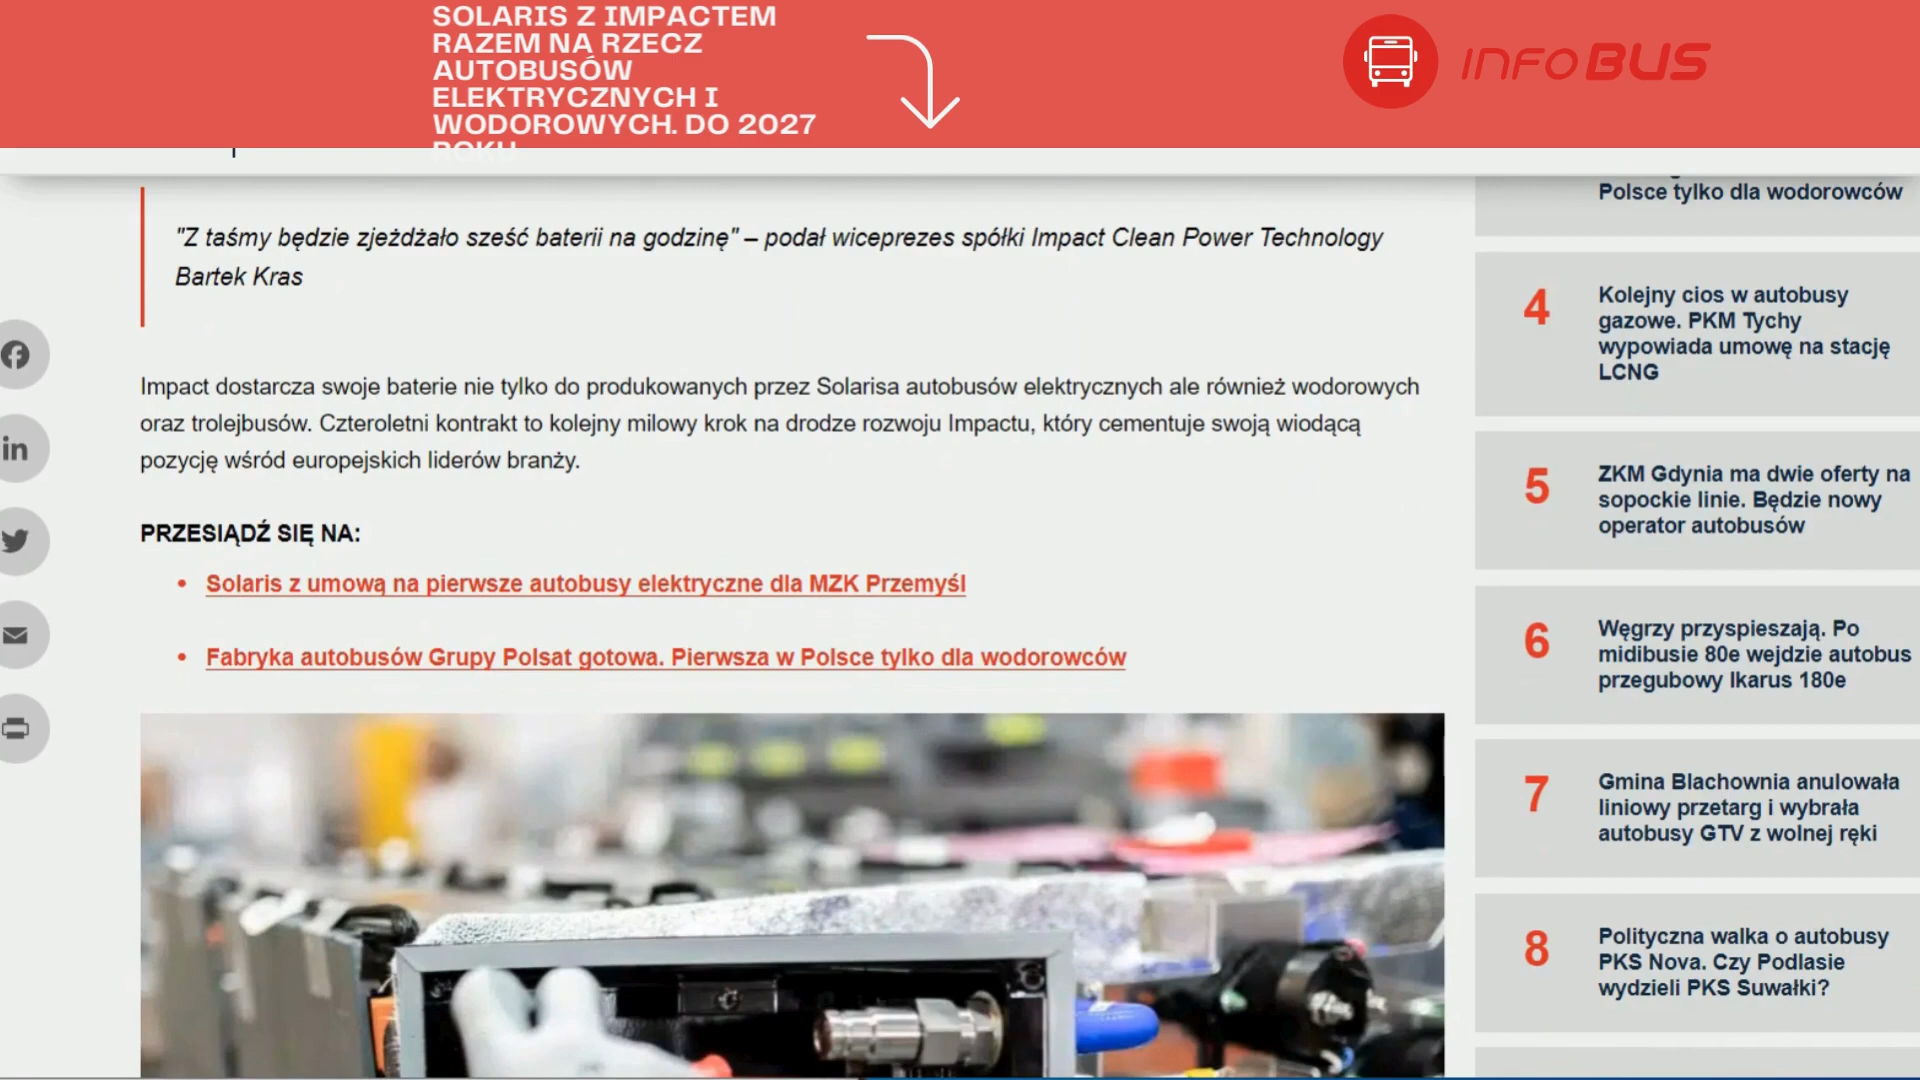 SOLARIS Z IMPACTEM
RAZEM NA RZECZ
AUTOBUSÓW
ELEKTRYCZNYCH I
WODOROWYCH. DO 2027
ROKU
INFOBUS
"Z taśmy będzie zjeżdżało sześć baterii na godzinę" – podał wiceprezes spółki Impact Clean Power Technology
Bartek Kras
Impact dostarcza swoje baterie nie tylko do produkowanych przez Solarisa autobusów elektrycznych ale również wodorowych
oraz trolejbusów. Czteroletni kontrakt to kolejny milowy krok na drodze rozwoju Impactu, który cementuje swoją wiodącą
pozycję wśród europejskich liderów branży.
PRZESIĄDŹ SIĘ NA:
• Solaris z umową na pierwsze autobusy elektryczne dla MZK Przemyśl
• Fabryka autobusów Grupy Polsat gotowa. Pierwsza w Polsce tylko dla wodorowców
Polsce tylko dla wodorowców
4
Kolejny cios w autobusy
gazowe. PKM Tychy
wypowiada umowę na stację
LCNG
5
ZKM Gdynia ma dwie oferty na
sopockie linie. Będzie nowy
operator autobusów
6
Węgrzy przyspieszają. Po
midibusie 80e wejdzie autobus
przegubowy Ikarus 180e
7
Gmina Blachownia anulowała
liniowy przetarg i wybrała
autobusy GTV z wolnej ręki
8
Polityczna walka o autobusy
PKS Nova. Czy Podlasie
wydzieli PKS Suwałki?